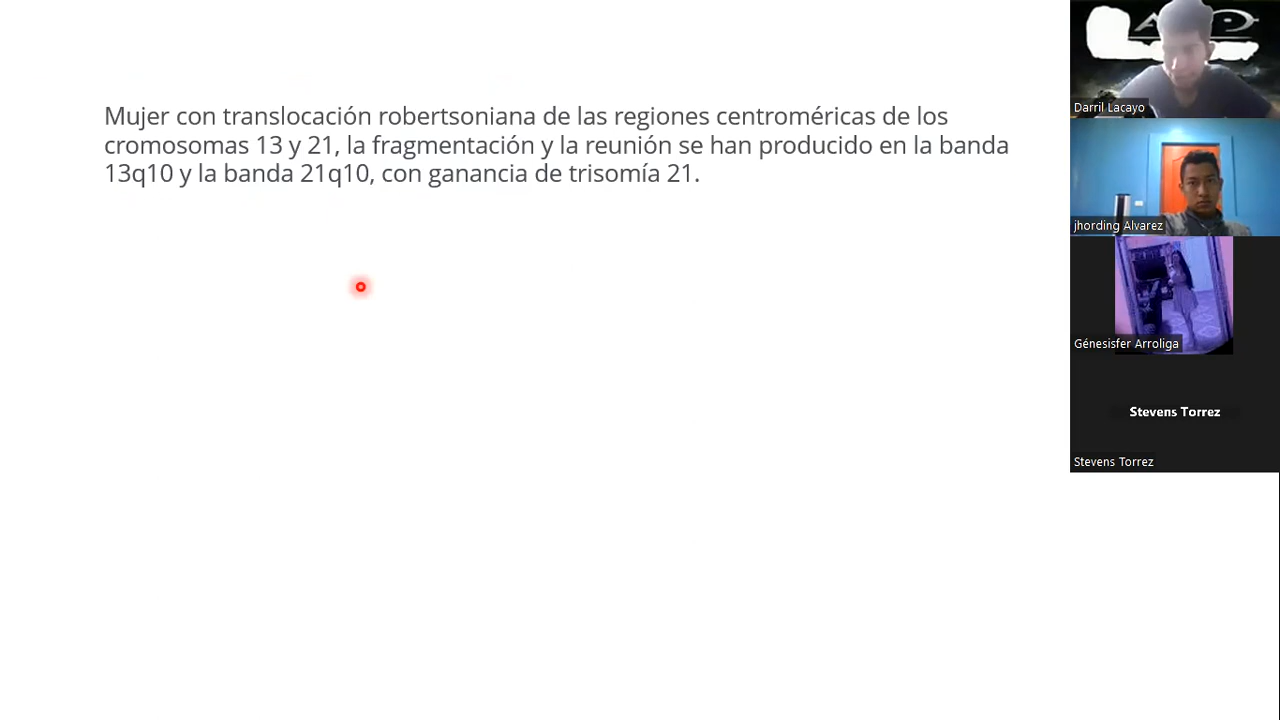 Mujer con translocación robertsoniana de las regiones centroméricas de los
cromosomas 13 y 21, la fragmentación y la reunión se han producido en la banda
13q10 y la banda 21q10, con ganancia de trisomía 21.
Darril Lacayo
jhording Alvarez
Génesisfer Arroliga
Stevens Torrez
Stevens Torrez